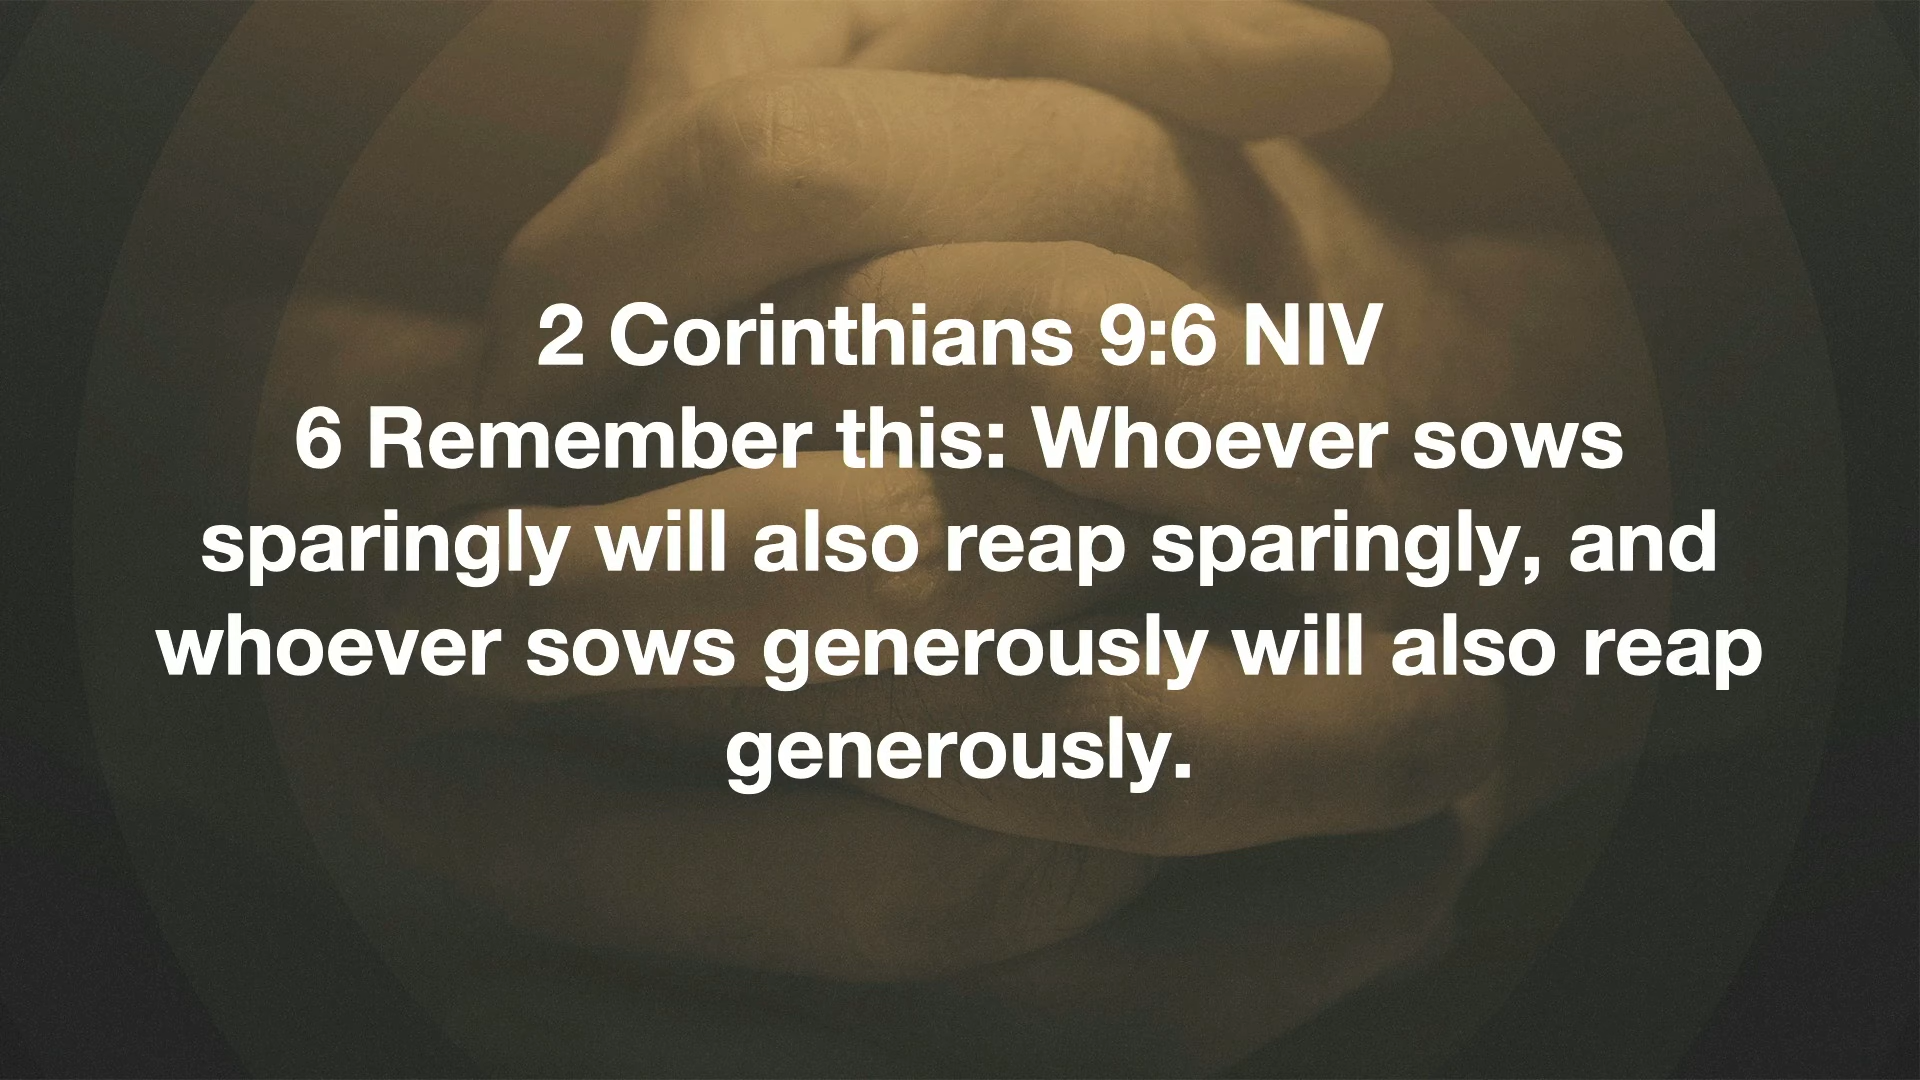 2 Corinthians 9:6 NIV
6 Remember this: Whoever sows
sparingly will also reap sparingly, and
whoever sows generously will also reap
generously.